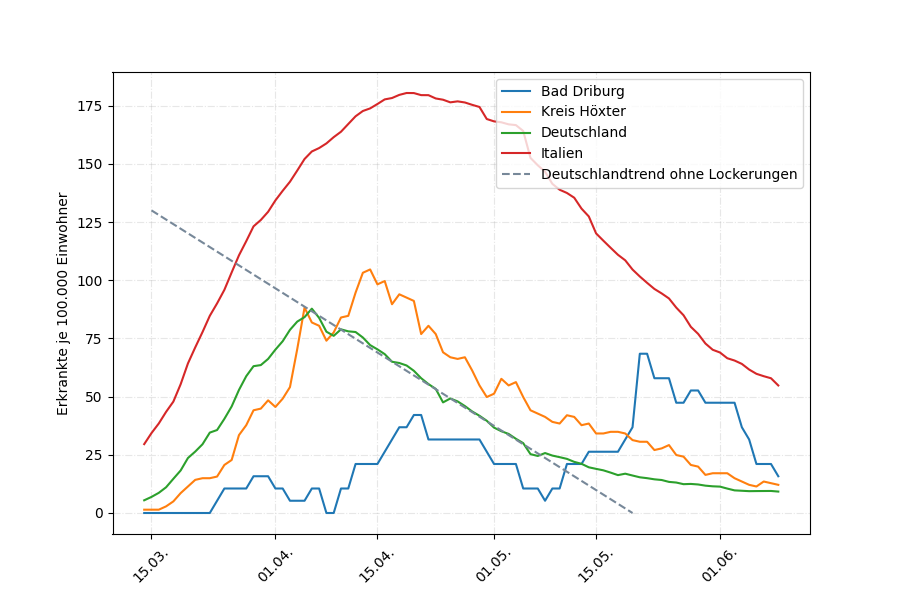 Erkrankte je 100.000 Einwohner
175
150
125
100
75
50
25
0
Bad Driburg
Kreis Höxter
Deutschland
Italien
Deutschlandtrend ohne Lockerungen
15.03.
01.04.
15.04.
01.05.
15.05.
01.06.